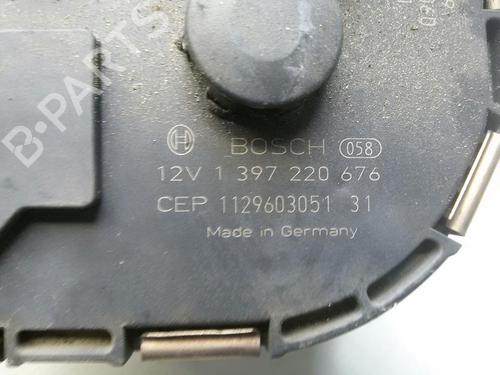 BOSCH 058
12V 1 397 220 676
CEP 1129603051 31
Made in Germany
B-PARTS